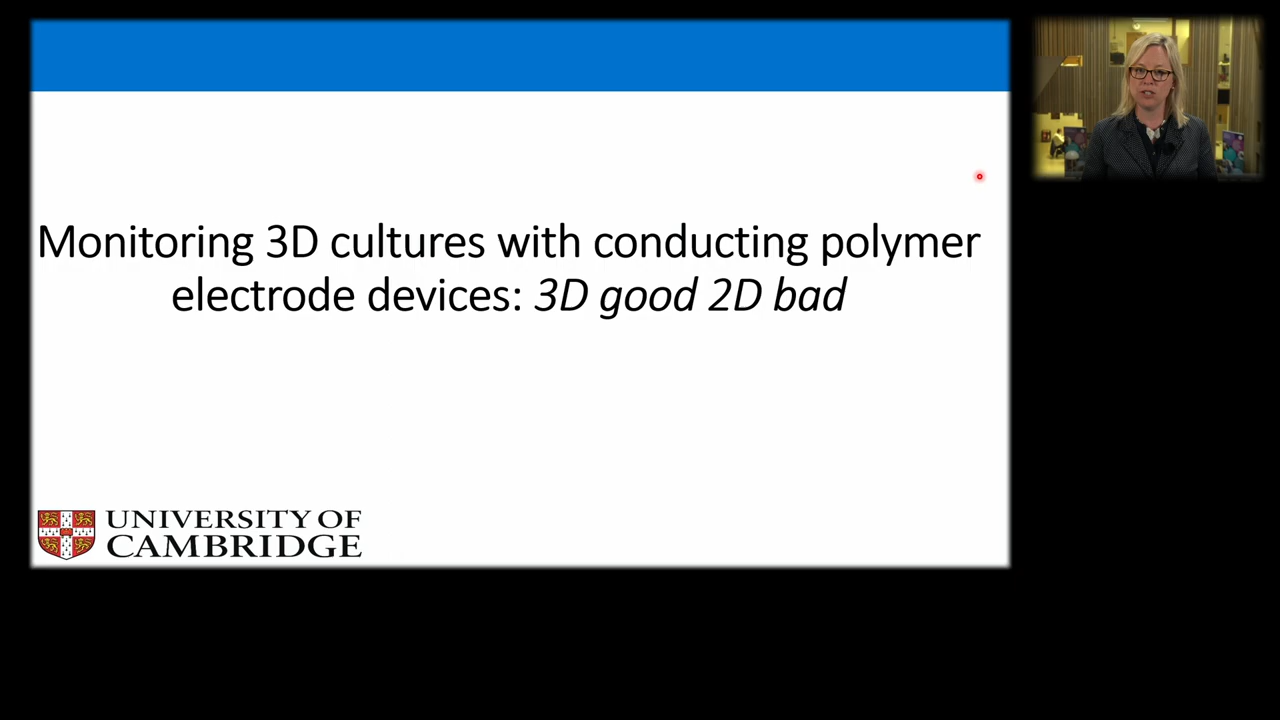 Monitoring 3D cultures with conducting polymer
electrode devices: 3D good 2D bad
UNIVERSITY OF
CAMBRIDGE